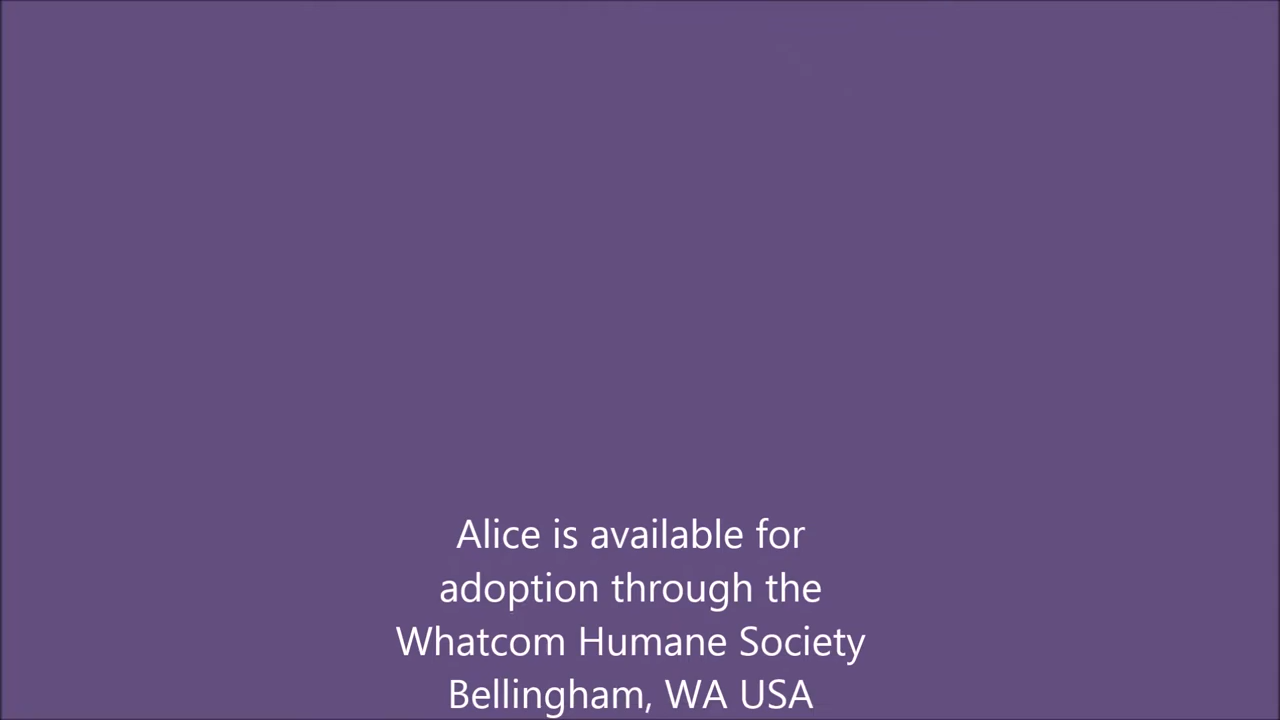 Alice is available for
adoption through the
Whatcom Humane Society
Bellingham, WA USA